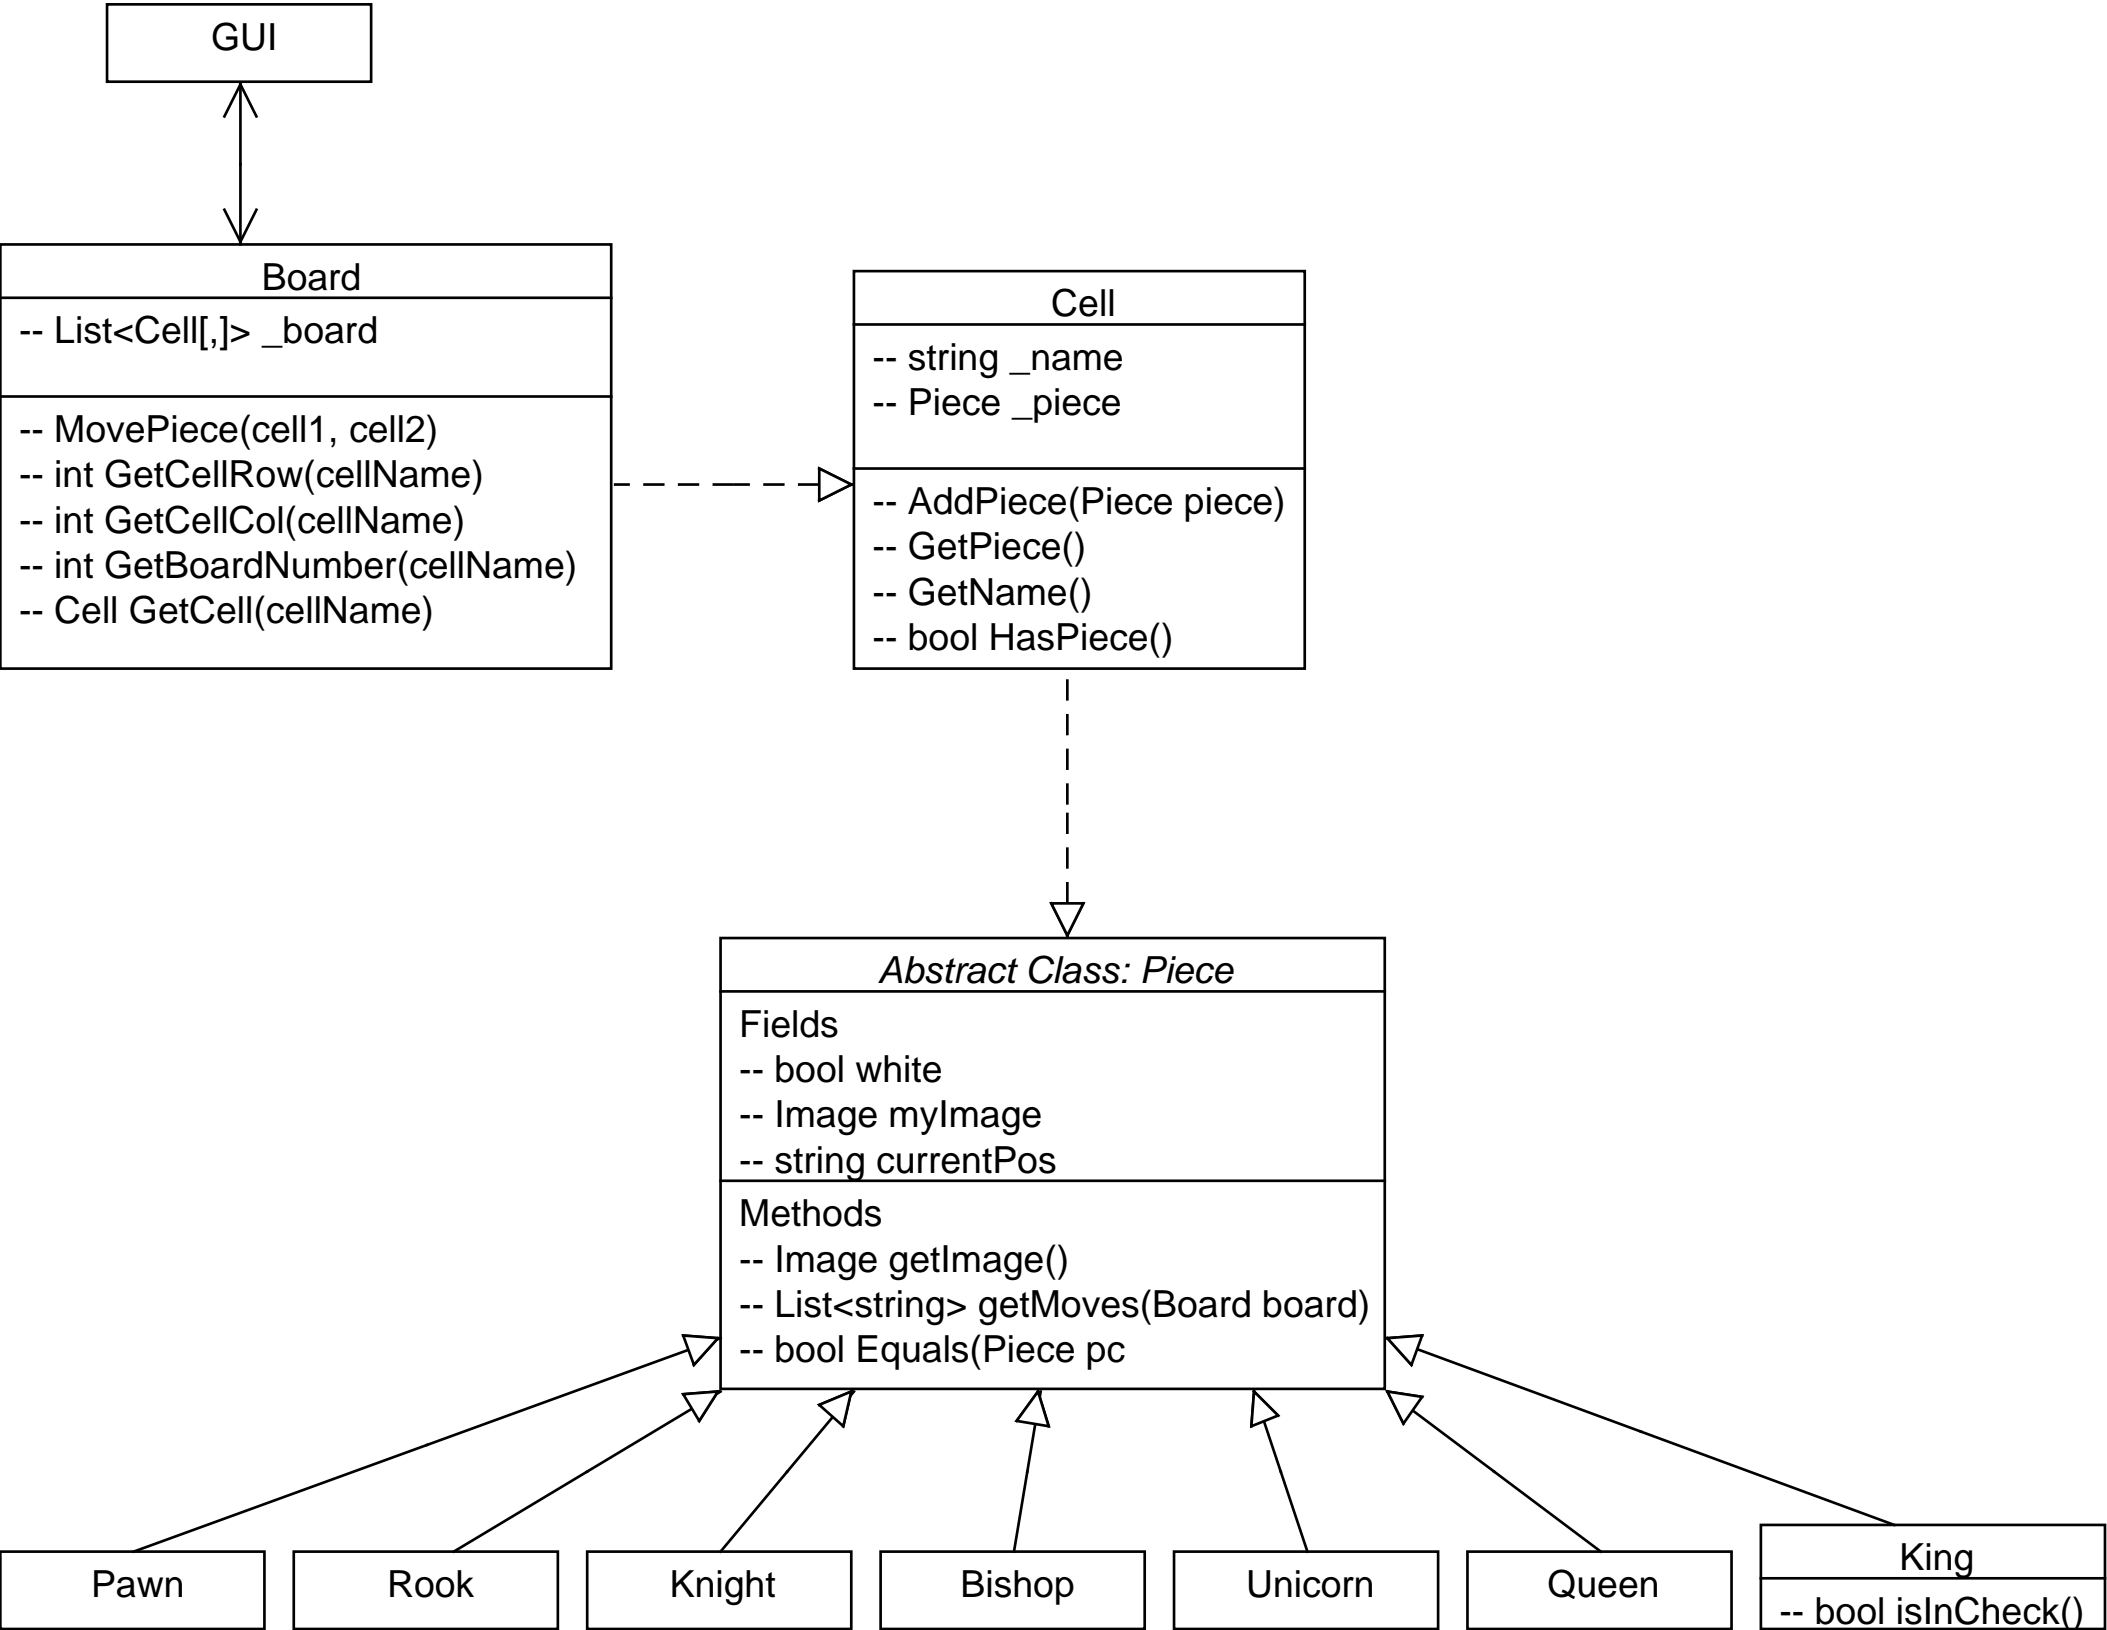 GUI
Board
-- List<Cell[,]> _board
-- MovePiece(cell1, cell2)
-- int GetCellRow(cellName)
-- int GetCellCol(cellName)
-- int GetBoardNumber(cellName)
-- Cell GetCell(cellName)
Cell
-- string _name
-- Piece _piece
-- AddPiece(Piece piece)
-- GetPiece()
-- GetName()
-- bool HasPiece()
Abstract Class: Piece
Fields
-- bool white
-- Image myImage
-- string currentPos
Methods
-- Image getImage()
-- List<string> getMoves(Board board)
-- bool Equals(Piece pc
Pawn
Rook
Knight
Bishop
Unicorn
Queen
King
-- bool isInCheck()